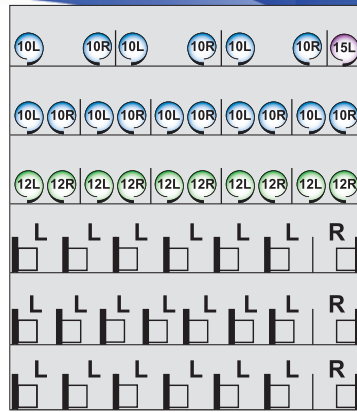 10L 10R 10L 10R 10L 10R 15L
10L 10R 10L 10R 10L 10R 10L 10R 10L 10R
12L 12R 12L 12R 12L 12R 12L 12R 12L 12R
L L L L L L R
L L L L L L L R
L L L L L L R